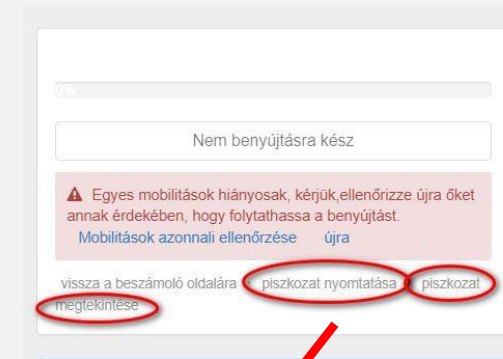 0%
Nem benyújtásra kész
Egyes mobilitások hiányosak, kérjük,ellenőrizze újra őket
annak érdekében, hogy folytathassa a benyújtást.
Mobilitások azonnali ellenőrzése újra
vissza a beszámoló oldalára piszkozat nyomtatása piszkozat
megtekintése